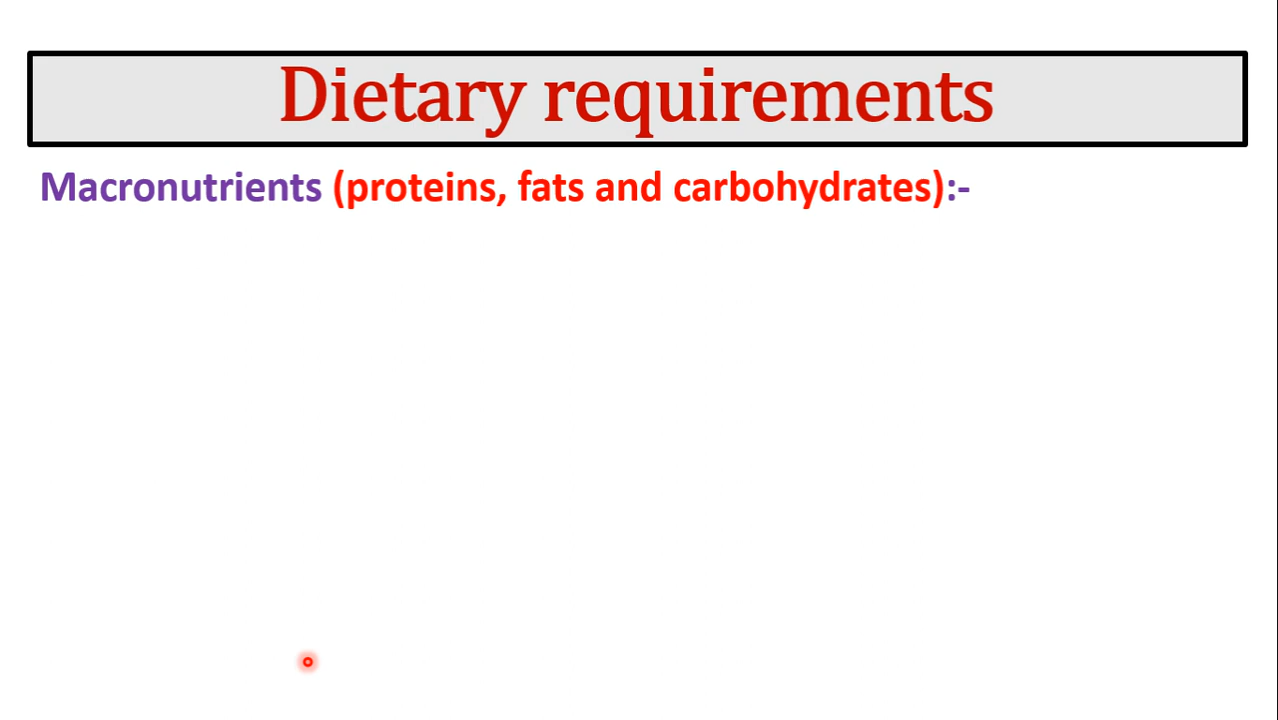 Dietary requirements
Macronutrients (proteins, fats and carbohydrates):-